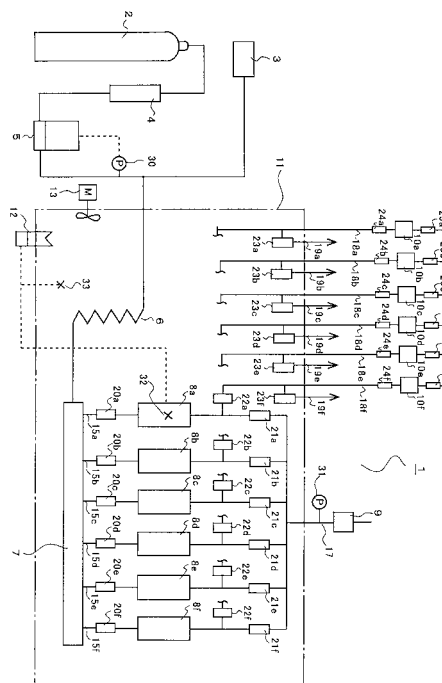 2
3
4
5
P
30
M
13
12
33
6
11
24a
10a
24b
10b
24c
10c
24d
10d
24e
10e
24f
10f
18a
18b
18c
18d
18e
18f
19a
19b
19c
19d
19e
19f
23a
23b
23c
23d
23e
23f
1
7
15a
15b
15c
15d
15e
15f
20a
20b
20c
20d
20e
20f
32
8a
8b
8c
8d
8e
8f
22a
22b
22c
22d
22e
22f
21a
21b
21c
21d
21e
21f
P
31
17
9